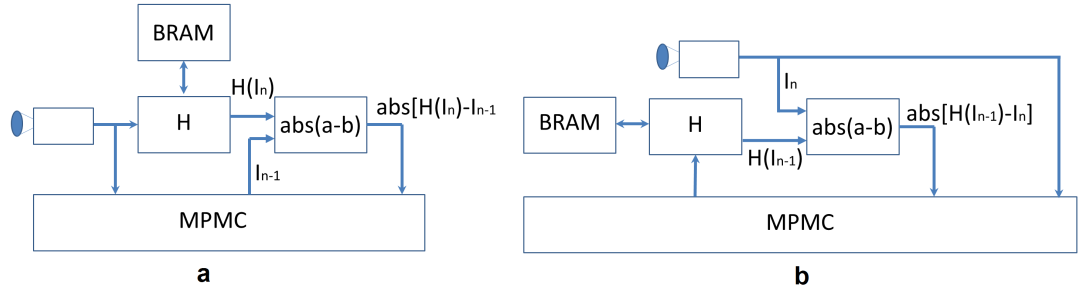 BRAM
H
H(In)
abs(a-b)
abs[H(In)-In-1
In-1
MPMC
a
In
BRAM
H
abs(a-b)
abs[H(In-1)-In]
H(In-1)
MPMC
b